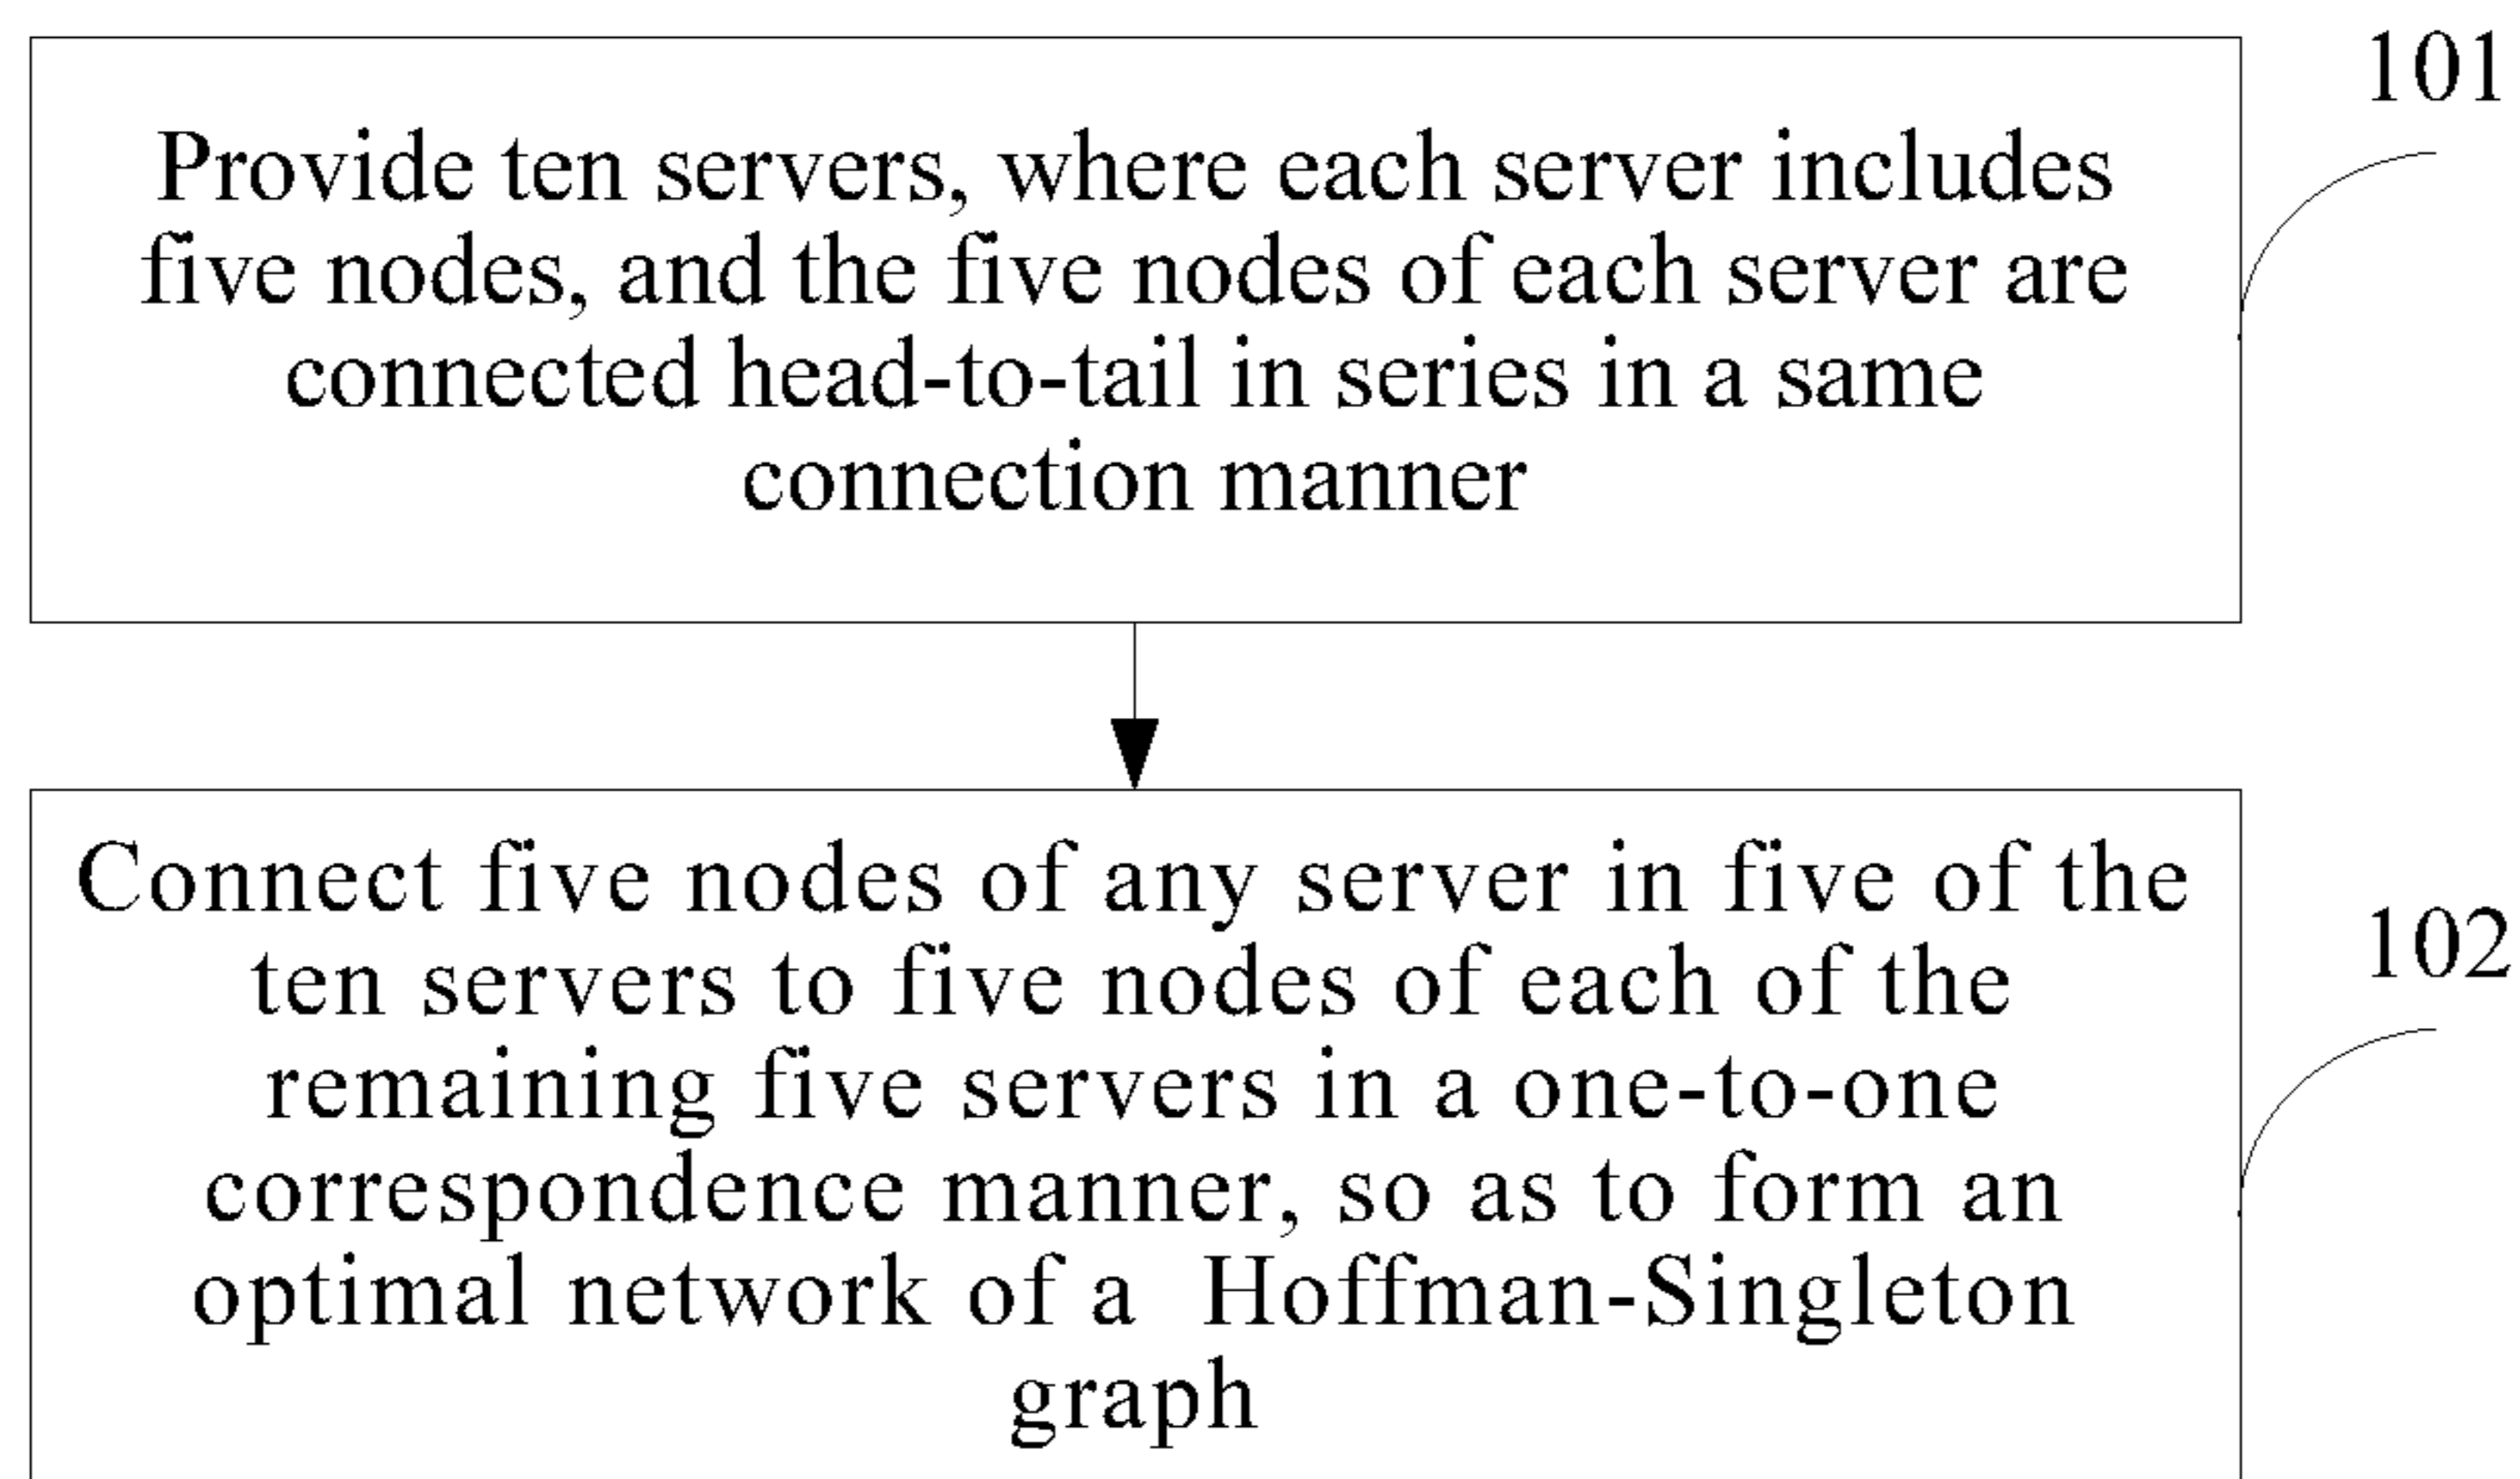 101
Provide ten servers, where each server includes
five nodes, and the five nodes of each server are
connected head-to-tail in series in a same
connection manner
Connect five nodes of any server in five of the
ten servers to five nodes of each of the
remaining five servers in a one-to-one
correspondence manner, so as to form an
optimal network of a Hoffman-Singleton
graph
102